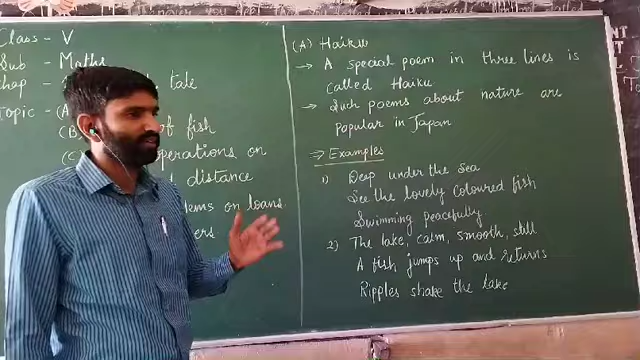 Class - V
Sub - Maths
Chap -
tale
Topic - (A)
(B) of fish
(C) operations on
distance
on loans
(A) Haiku
→ A special poem in three lines is
called Haiku
→ Such poems about nature are
popular in Japan
⇒ Examples
1) Deep under the sea
See the lovely coloured fish
Swimming peacefully.
2) The lake, calm, smooth, still
A fish jumps up and returns
Ripples shake the lake